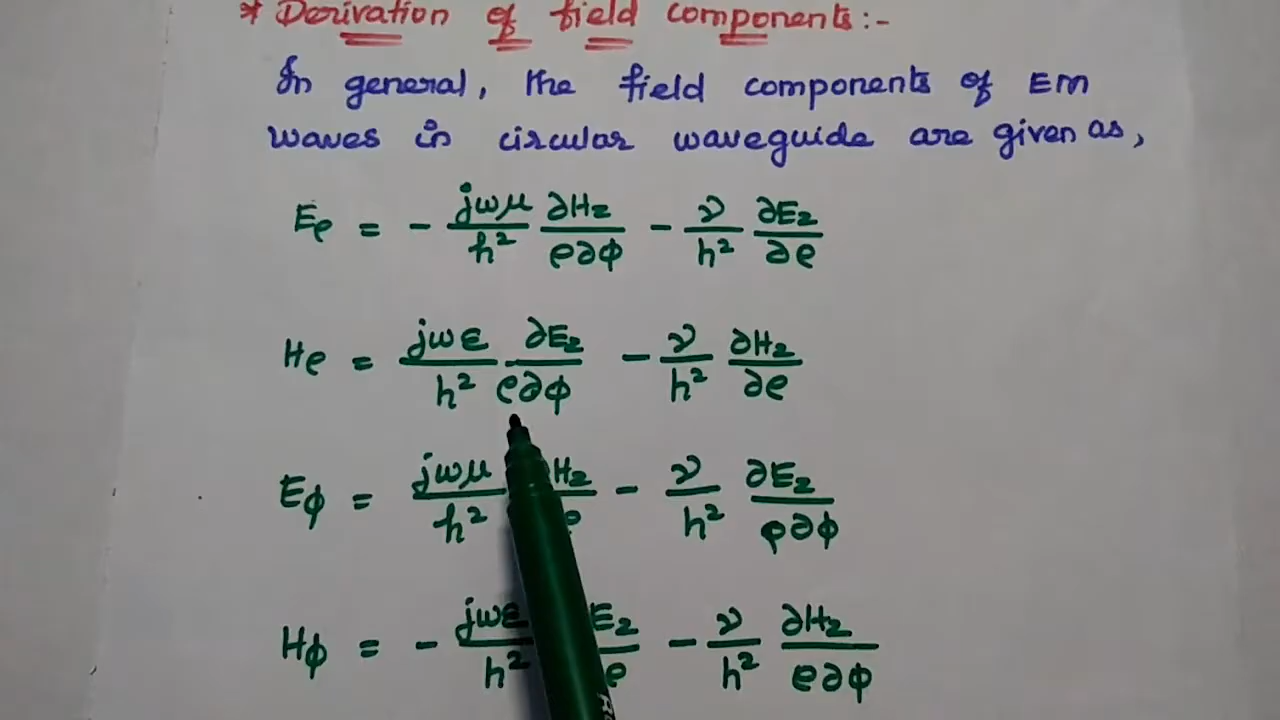 * Derivation of field components:-
In general, the field components of EM
waves in circular waveguide are given as,
Eρ = - jωμ/h² ∂Hz/ρ∂ϕ - γ/h² ∂Ez/∂ρ
Hρ = jωε/h² ∂Ez/ρ∂ϕ - γ/h² ∂Hz/∂ρ
Eϕ = jωμ/h² Hz/ρ - γ/h² ∂Ez/ρ∂ϕ
Hϕ = - jωε/h² Ez/ρ - γ/h² ∂Hz/ρ∂ϕ